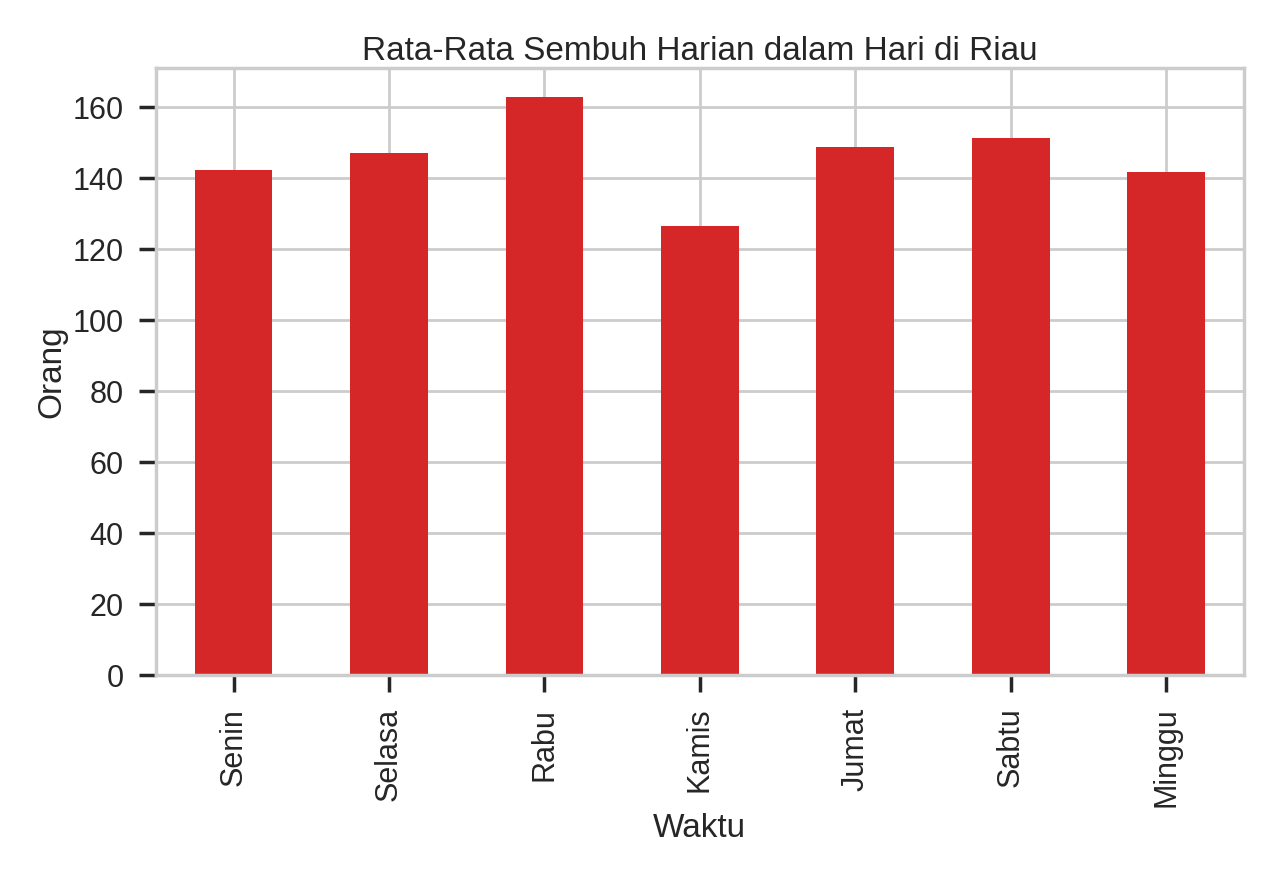 Rata-Rata Sembuh Harian dalam Hari di Riau
Orang
160
140
120
100
80
60
40
20
0
Senin
Selasa
Rabu
Kamis
Jumat
Sabtu
Minggu
Waktu